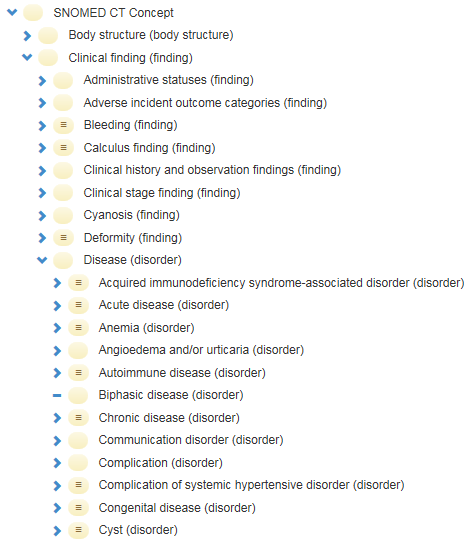 SNOMED CT Concept
Body structure (body structure)
Clinical finding (finding)
Administrative statuses (finding)
Adverse incident outcome categories (finding)
Bleeding (finding)
Calculus finding (finding)
Clinical history and observation findings (finding)
Clinical stage finding (finding)
Cyanosis (finding)
Deformity (finding)
Disease (disorder)
Acquired immunodeficiency syndrome-associated disorder (disorder)
Acute disease (disorder)
Anemia (disorder)
Angioedema and/or urticaria (disorder)
Autoimmune disease (disorder)
Biphasic disease (disorder)
Chronic disease (disorder)
Communication disorder (disorder)
Complication (disorder)
Complication of systemic hypertensive disorder (disorder)
Congenital disease (disorder)
Cyst (disorder)